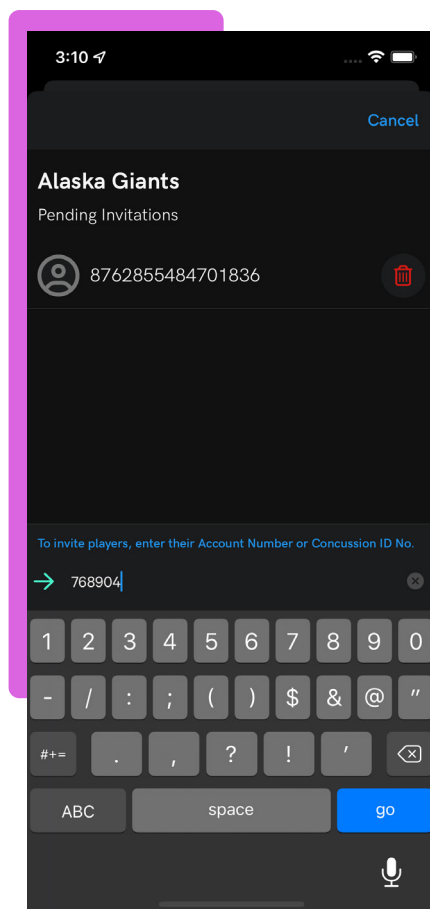 3:10
Cancel
Alaska Giants
Pending Invitations
8762855484701836
To invite players, enter their Account Number or Concussion ID No.
768904
1 2 3 4 5 6 7 8 9 0
- / : ; ( ) $ & @ "
#+= . , ? ! '
ABC space go